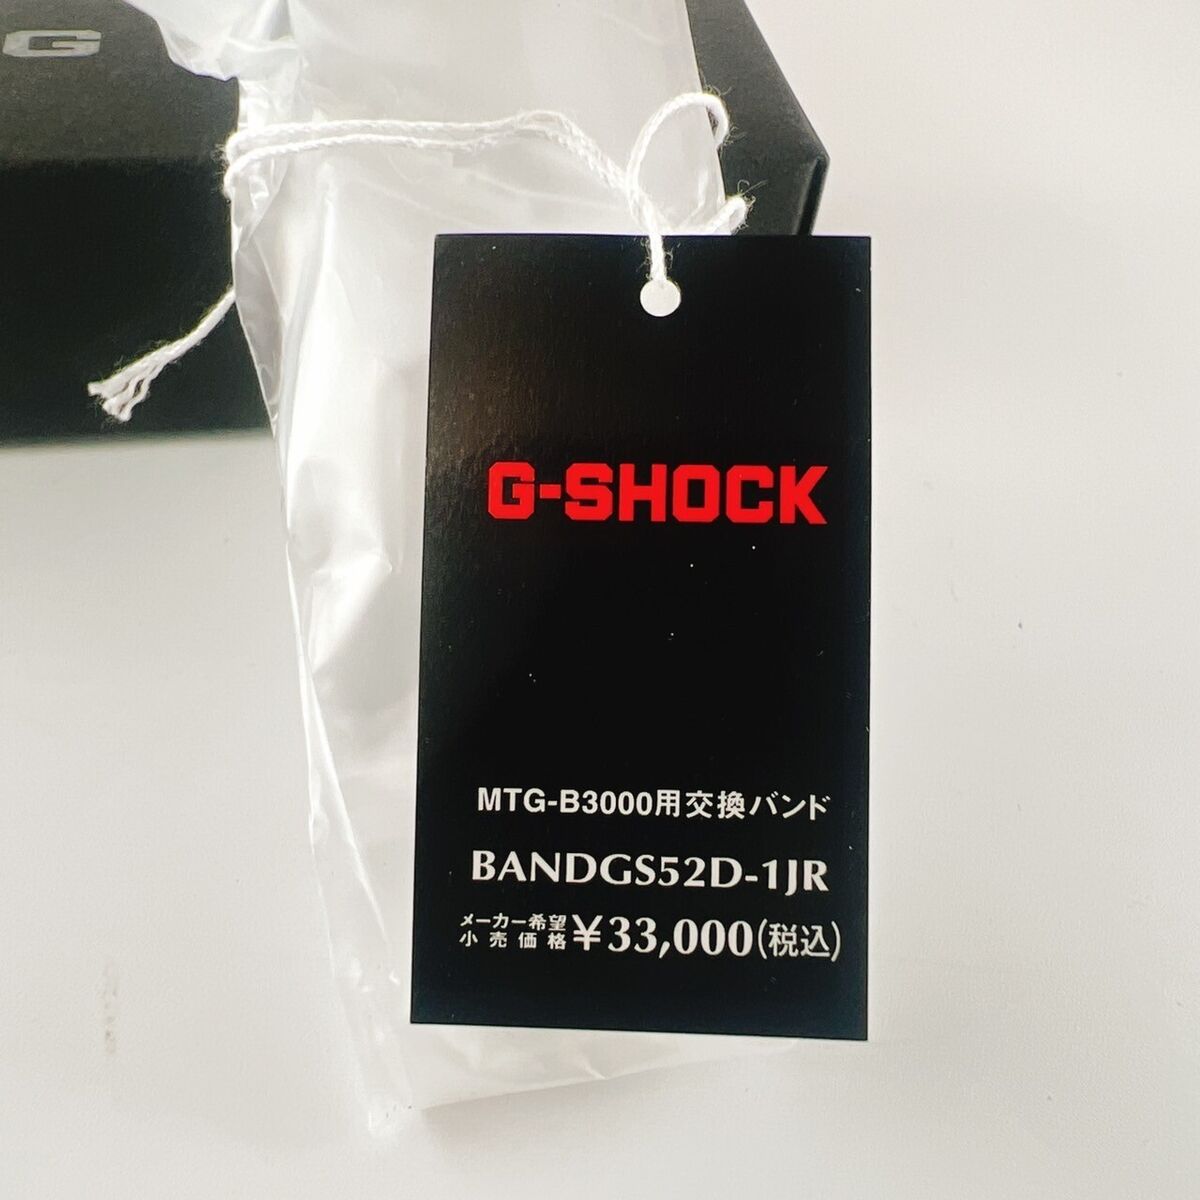 G
G-SHOCK
MTG-B3000用交換バンド
BANDGS52D-1JR
メーカー希望
小売価格 ¥33,000(税込)